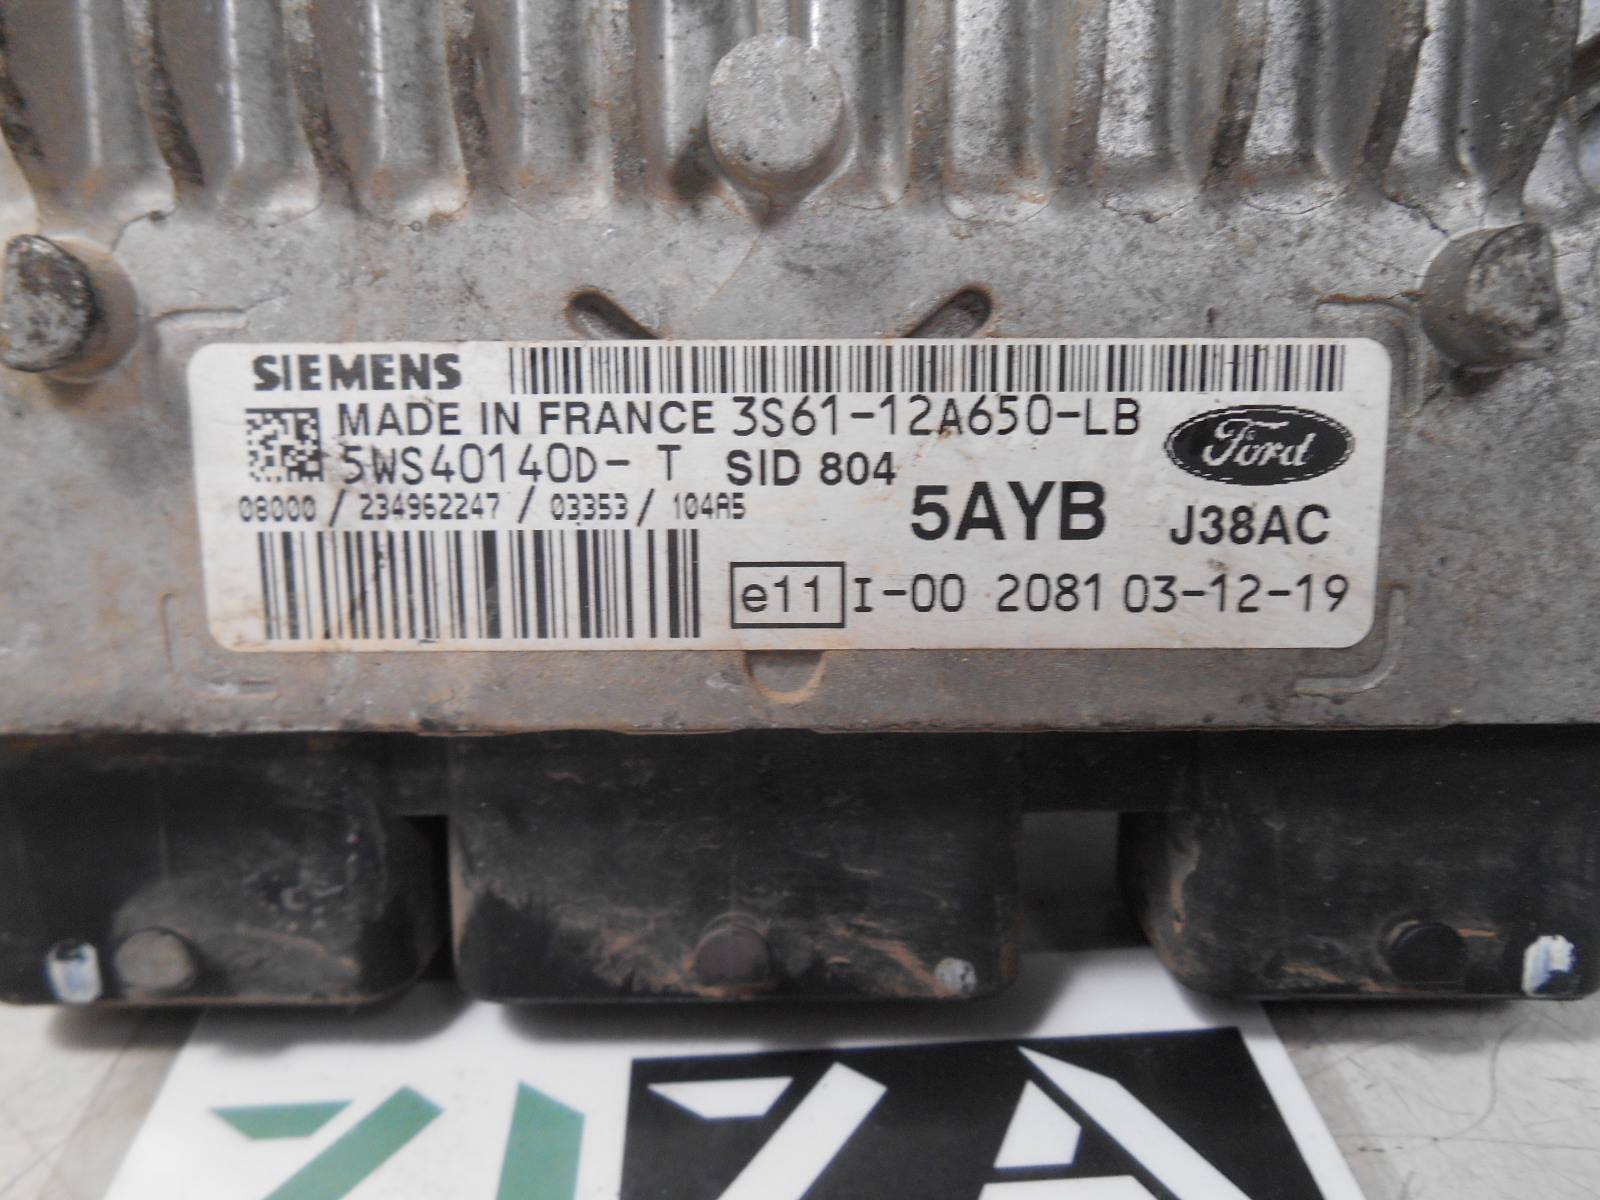 SIEMENS
MADE IN FRANCE 3S61-12A650-LB
5WS40140D- T SID 804
Ford
08000 / 234962247 / 03353 / 104A5
5AYB J38AC
e11 I-00 2081 03-12-19